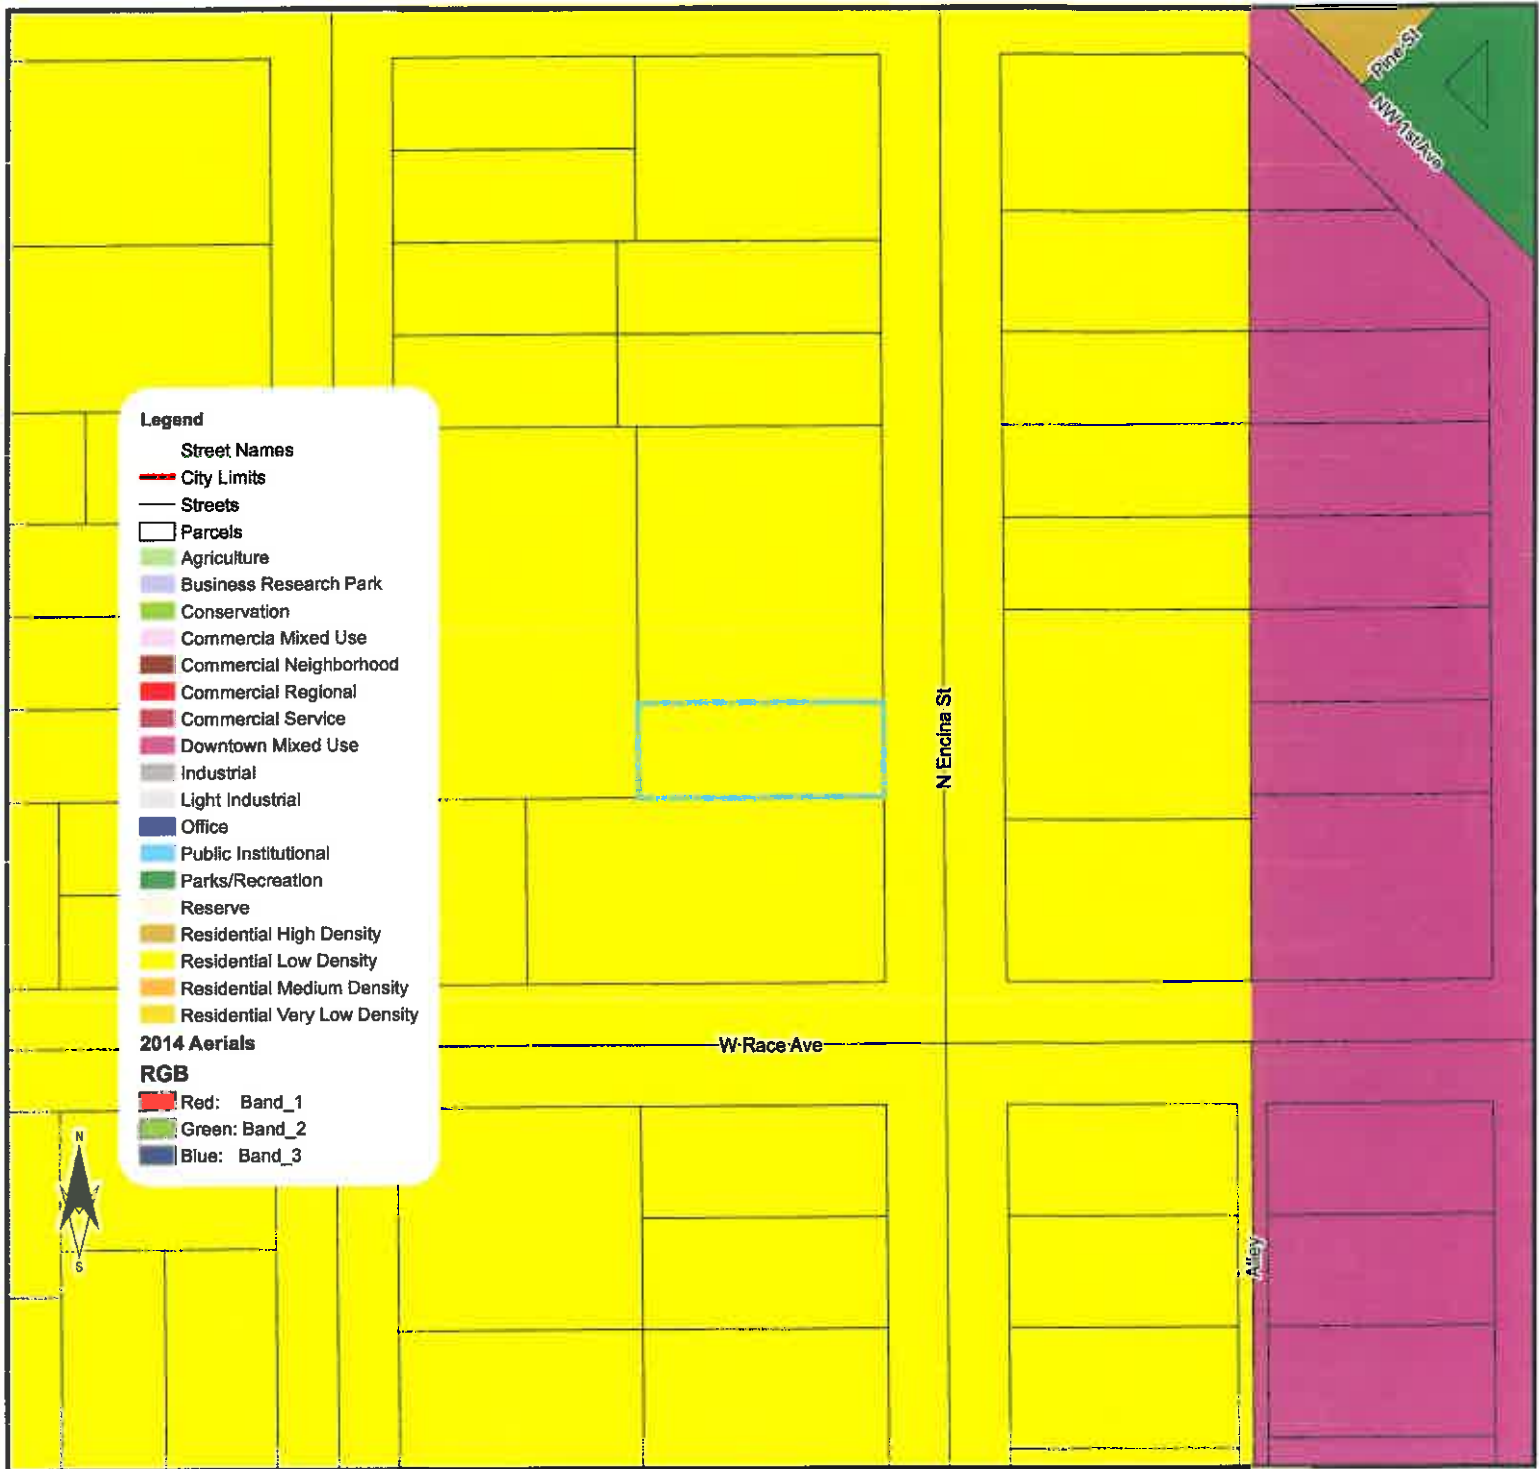 Pine St
NW 1st Ave
Legend
Street Names
City Limits
Streets
Parcels
Agriculture
Business Research Park
Conservation
Commercia Mixed Use
Commercial Neighborhood
Commercial Regional
Commercial Service
Downtown Mixed Use
Industrial
Light Industrial
Office
Public Institutional
Parks/Recreation
Reserve
Residential High Density
Residential Low Density
Residential Medium Density
Residential Very Low Density
2014 Aerials
RGB
Red: Band_1
Green: Band_2
Blue: Band_3
N Encina St
W Race Ave
N
S
Alley